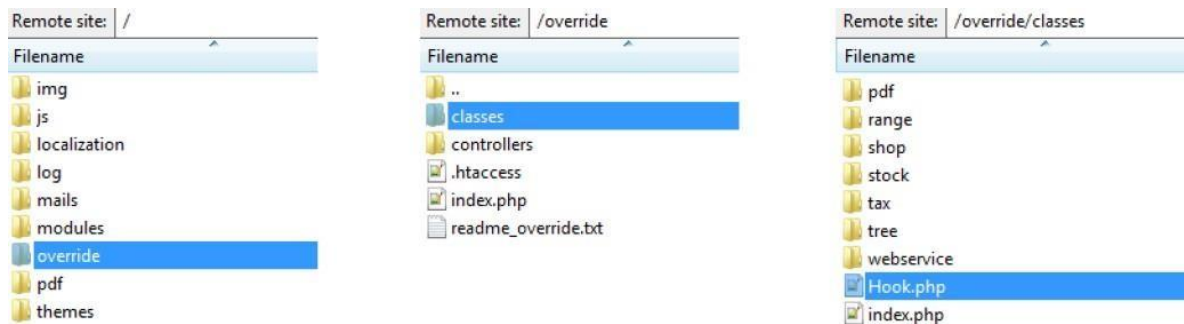 Remote site: /
Filename
img
js
localization
log
mails
modules
override
pdf
themes
Remote site: /override
Filename
..
classes
controllers
.htaccess
index.php
readme_override.txt
Remote site: /override/classes
Filename
pdf
range
shop
stock
tax
tree
webservice
Hook.php
index.php